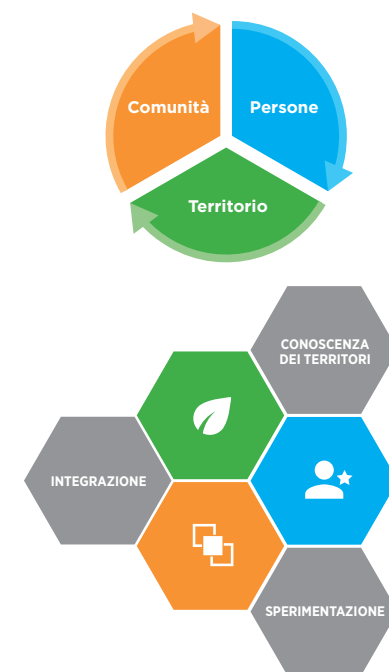 Comunità
Persone
Territorio
CONOSCENZA
DEI TERRITORI
INTEGRAZIONE
SPERIMENTAZIONE